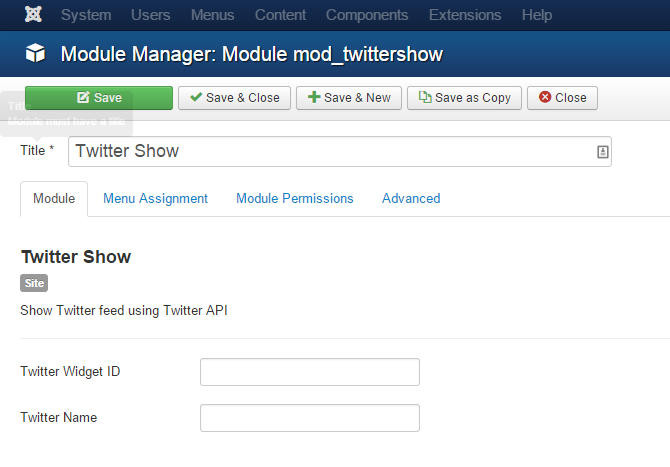 System Users Menus Content Components Extensions Help
Module Manager: Module mod_twittershow
Save Save & Close Save & New Save as Copy Close
Title
Module must have a title
Title * Twitter Show
Module Menu Assignment Module Permissions Advanced
Twitter Show
Site
Show Twitter feed using Twitter API
Twitter Widget ID
Twitter Name